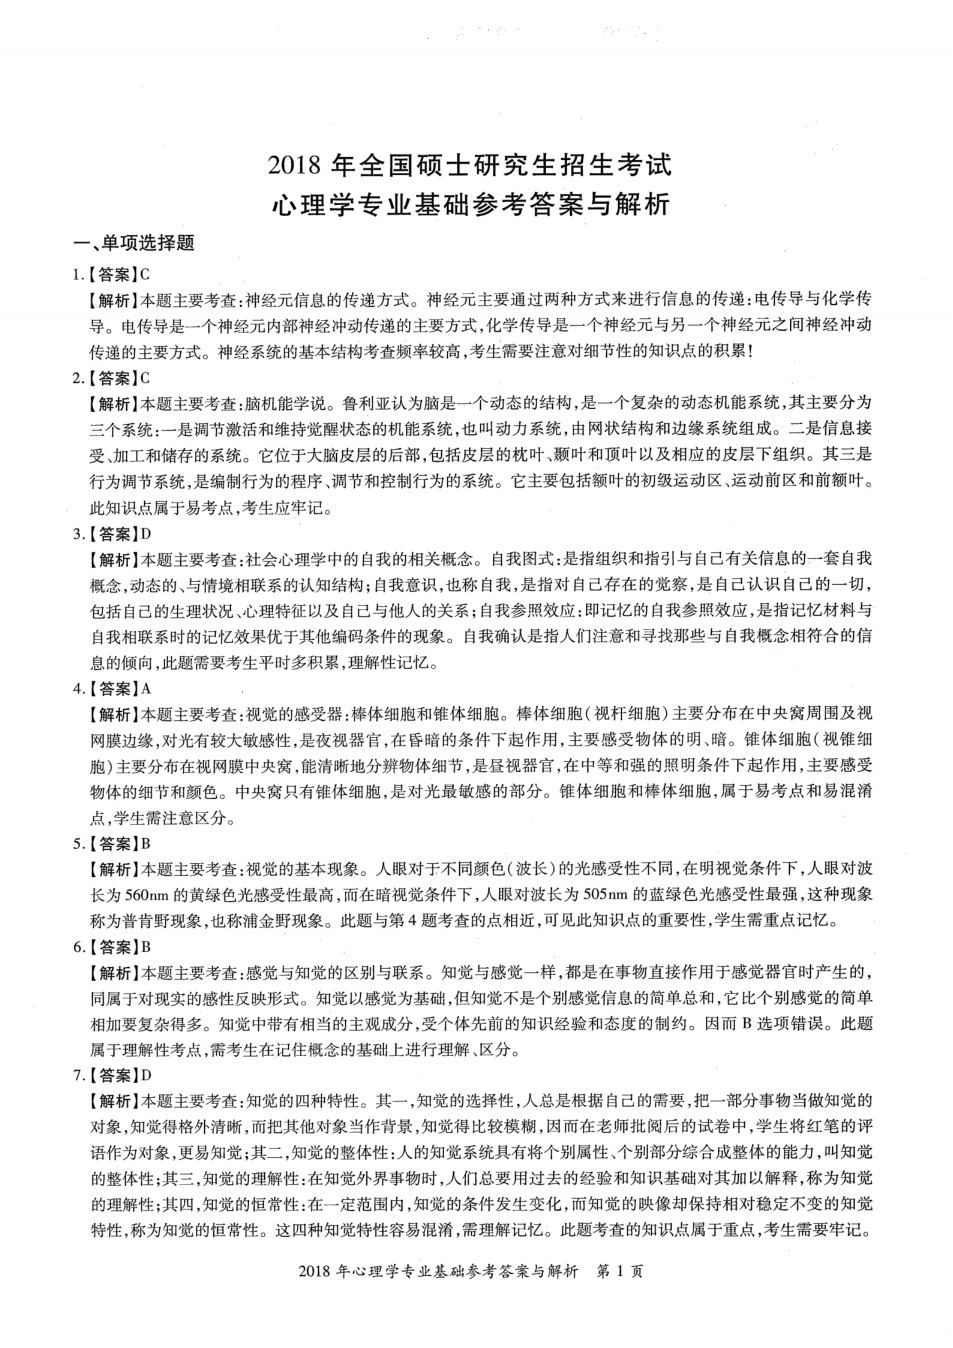 2018 年全国硕士研究生招生考试
心理学专业基础参考答案与解析
一、单项选择题
1.【答案】C
【解析】本题主要考查:神经元信息的传递方式。神经元主要通过两种方式来进行信息的传递:电传导与化学传
导。电传导是一个神经元内部神经冲动传递的主要方式,化学传导是一个神经元与另一个神经元之间神经冲动
传递的主要方式。神经系统的基本结构考查频率较高,考生需要注意对细节性的知识点的积累!
2.【答案】C
【解析】本题主要考查:脑机能学说。鲁利亚认为脑是一个动态的结构,是一个复杂的动态机能系统,其主要分为
三个系统:一是调节激活和维持觉醒状态的机能系统,也叫动力系统,由网状结构和边缘系统组成。二是信息接
受、加工和储存的系统。它位于大脑皮层的后部,包括皮层的枕叶、颞叶和顶叶以及相应的皮层下组织。其三是
行为调节系统,是编制行为的程序、调节和控制行为的系统。它主要包括额叶的初级运动区、运动前区和前额叶。
此知识点属于易考点,考生应牢记。
3.【答案】D
【解析】本题主要考查:社会心理学中的自我的相关概念。自我图式:是指组织和指引与自己有关信息的一套自我
概念,动态的、与情境相联系的认知结构;自我意识,也称自我,是指对自己存在的觉察,是自己认识自己的一切,
包括自己的生理状况、心理特征以及自己与他人的关系;自我参照效应:即记忆的自我参照效应,是指记忆材料与
自我相联系时的记忆效果优于其他编码条件的现象。自我确认是指人们注意和寻找那些与自我概念相符合的信
息的倾向,此题需要考生平时多积累,理解性记忆。
4.【答案】A
【解析】本题主要考查:视觉的感受器:棒体细胞和锥体细胞。棒体细胞(视杆细胞)主要分布在中央窝周围及视
网膜边缘,对光有较大敏感性,是夜视器官,在昏暗的条件下起作用,主要感受物体的明、暗。锥体细胞(视锥细
胞)主要分布在视网膜中央窝,能清晰地分辨物体细节,是昼视器官,在中等和强的照明条件下起作用,主要感受
物体的细节和颜色。中央窝只有锥体细胞,是对光最敏感的部分。锥体细胞和棒体细胞,属于易考点和易混淆
点,学生需注意区分。
5.【答案】B
【解析】本题主要考查:视觉的基本现象。人眼对于不同颜色(波长)的光感受性不同,在明视觉条件下,人眼对波
长为 560nm 的黄绿色光感受性最高,而在暗视觉条件下,人眼对波长为 505nm 的蓝绿色光感受性最强,这种现象
称为普肯野现象,也称浦金野现象。此题与第 4 题考查的点相近,可见此知识点的重要性,学生需重点记忆。
6.【答案】B
【解析】本题主要考查:感觉与知觉的区别与联系。知觉与感觉一样,都是在事物直接作用于感觉器官时产生的,
同属于对现实的感性反映形式。知觉以感觉为基础,但知觉不是个别感觉信息的简单总和,它比个别感觉的简单
相加要复杂得多。知觉中带有相当的主观成分,受个体先前的知识经验和态度的制约。因而 B 选项错误。此题
属于理解性考点,需考生在记住概念的基础上进行理解、区分。
7.【答案】D
【解析】本题主要考查:知觉的四种特性。其一,知觉的选择性,人总是根据自己的需要,把一部分事物当做知觉的
对象,知觉得格外清晰,而把其他对象当作背景,知觉得比较模糊,因而在老师批阅后的试卷中,学生将红笔的评
语作为对象,更易知觉;其二,知觉的整体性:人的知觉系统具有将个别属性、个别部分综合成整体的能力,叫知觉
的整体性;其三,知觉的理解性:在知觉外界事物时,人们总要用过去的经验和知识基础对其加以解释,称为知觉
的理解性;其四,知觉的恒常性:在一定范围内,知觉的条件发生变化,而知觉的映像却保持相对稳定不变的知觉
特性,称为知觉的恒常性。这四种知觉特性容易混淆,需理解记忆。此题考查的知识点属于重点,考生需要牢记。
2018 年心理学专业基础参考答案与解析 第 1 页